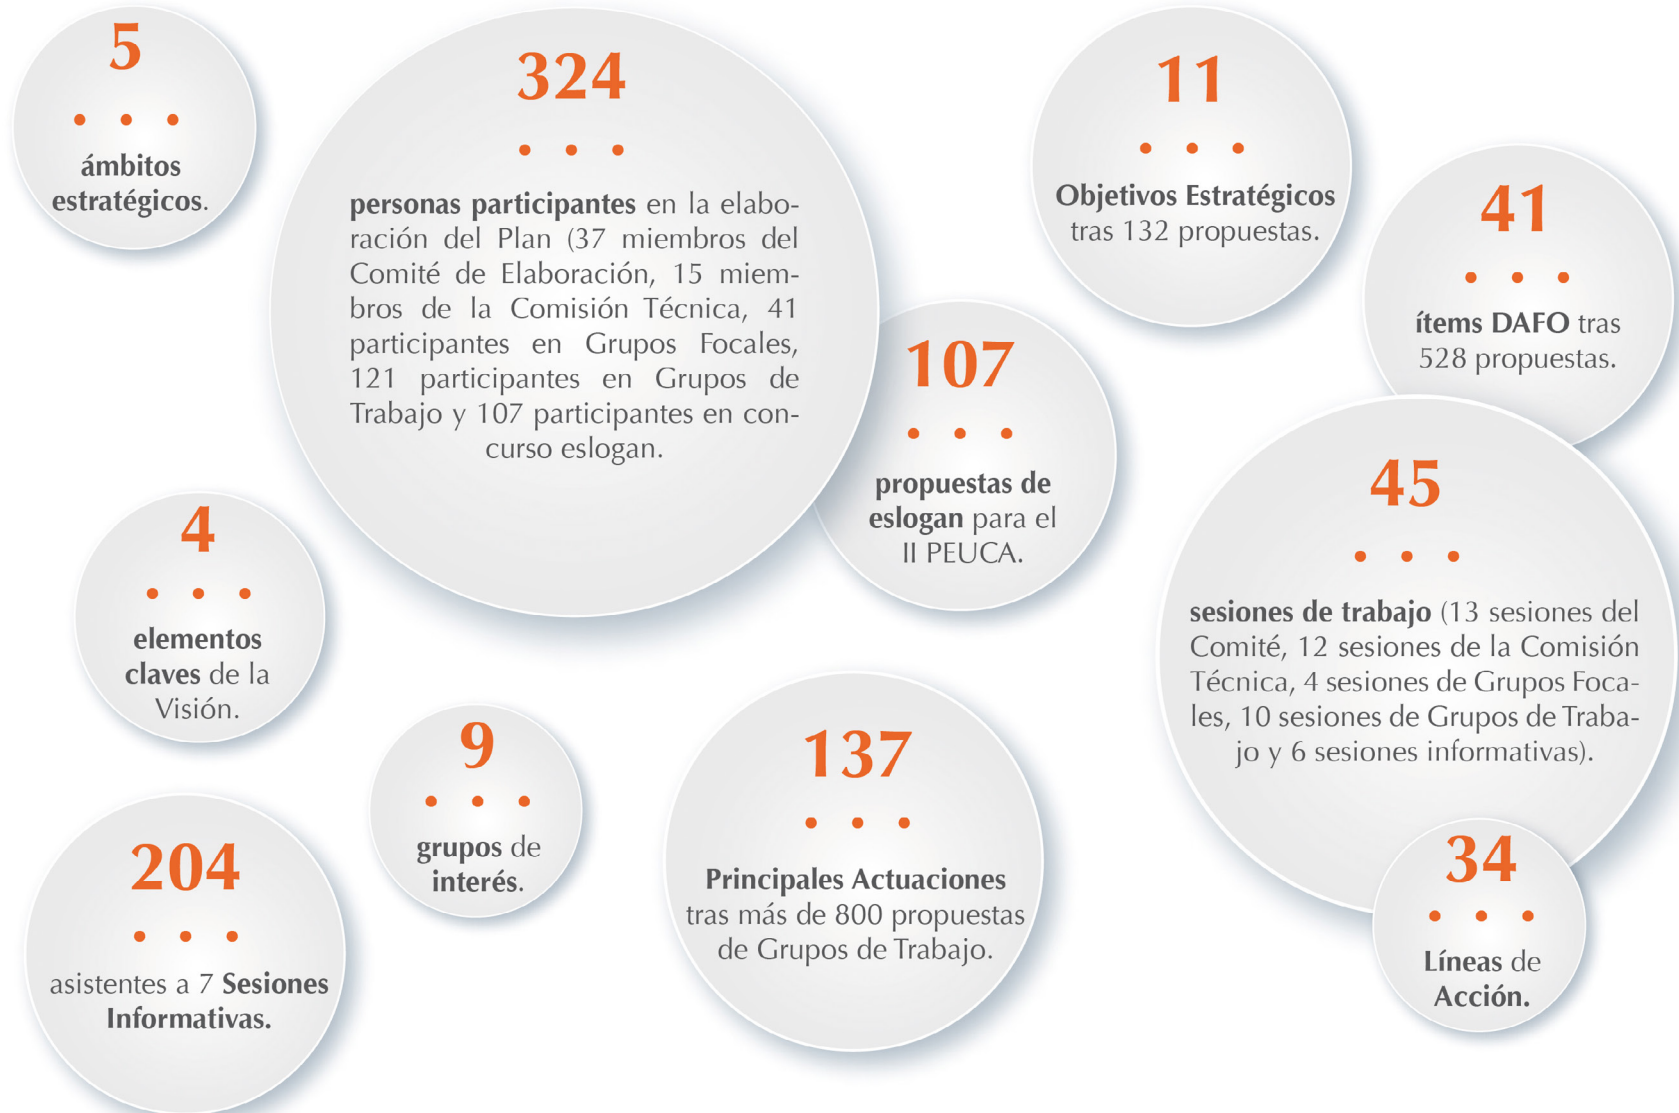 5
ámbitos
estratégicos.
324
personas participantes en la elabo-
ración del Plan (37 miembros del
Comité de Elaboración, 15 miem-
bros de la Comisión Técnica, 41
participantes en Grupos Focales,
121 participantes en Grupos de
Trabajo y 107 participantes en con-
curso eslogan.
11
Objetivos Estratégicos
tras 132 propuestas.
41
ítems DAFO tras
528 propuestas.
107
propuestas de
eslogan para el
II PEUCA.
45
sesiones de trabajo (13 sesiones del
Comité, 12 sesiones de la Comisión
Técnica, 4 sesiones de Grupos Foca-
les, 10 sesiones de Grupos de Traba-
jo y 6 sesiones informativas).
4
elementos
claves de la
Visión.
9
grupos de
interés.
137
Principales Actuaciones
tras más de 800 propuestas
de Grupos de Trabajo.
204
asistentes a 7 Sesiones
Informativas.
34
Líneas de
Acción.